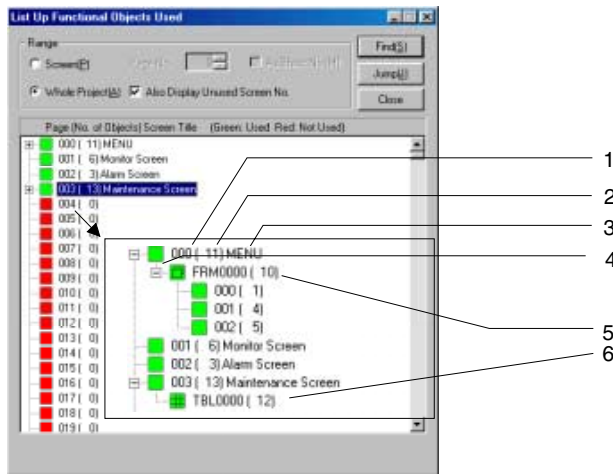 List Up Functional Objects Used
Range
Screen(P)
Whole Project(A)
Also Display Unused Screen No.
Find(S)
Jump(J)
Close
Page (No. of Objects) Screen Title (Green: Used Red: Not Used)
000 ( 11) MENU
001 ( 6) Monitor Screen
002 ( 3) Alarm Screen
003 ( 13) Maintenance Screen
004 ( 0)
005 ( 0)
006 ( 0)
007 ( 0)
008 ( 0)
009 ( 0)
010 ( 0)
011 ( 0)
012 ( 0)
013 ( 0)
014 ( 0)
015 ( 0)
016 ( 0)
017 ( 0)
018 ( 0)
019 ( 0)
000 ( 11) MENU
FRM0000 ( 10)
000 ( 1)
001 ( 4)
002 ( 5)
001 ( 6) Monitor Screen
002 ( 3) Alarm Screen
003 ( 13) Maintenance Screen
TBL0000 ( 12)
1
2
3
4
5
6